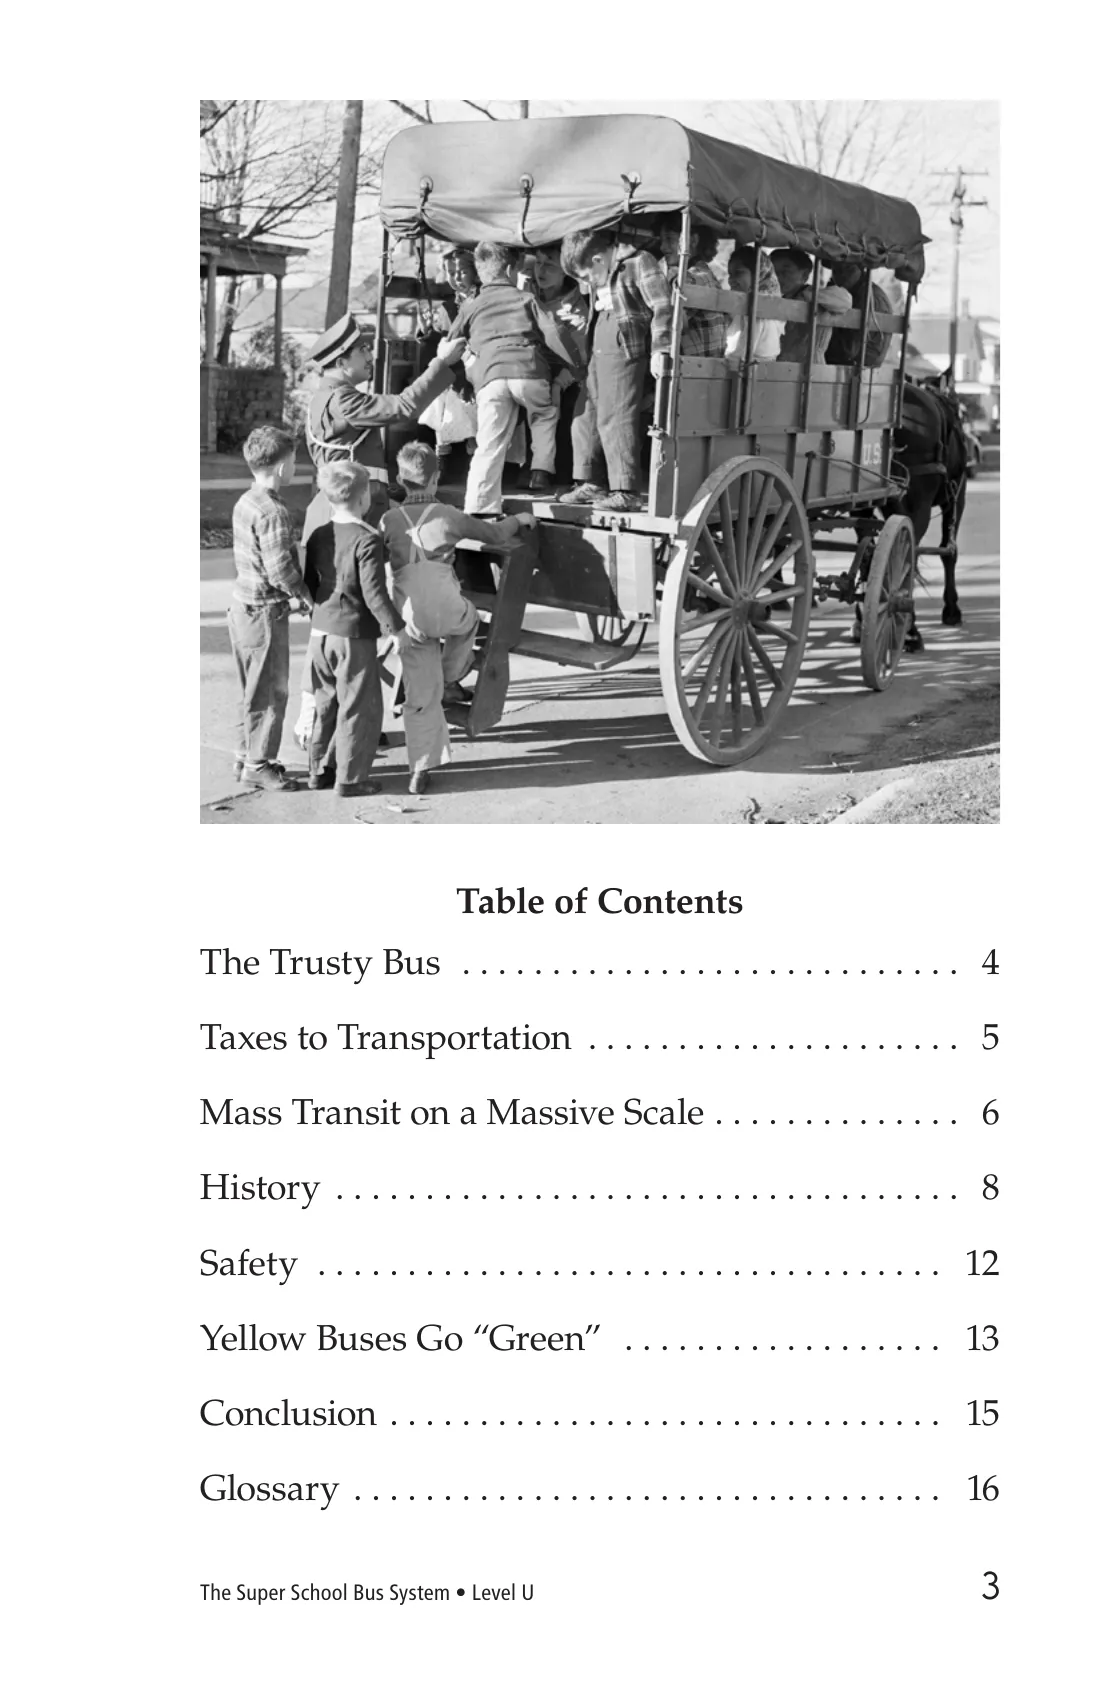 U.S.
Table of Contents
The Trusty Bus . . . . . . . . . . . . . . . . . . . . . . . . . . . . 4
Taxes to Transportation . . . . . . . . . . . . . . . . . . . . . 5
Mass Transit on a Massive Scale . . . . . . . . . . . . . . 6
History . . . . . . . . . . . . . . . . . . . . . . . . . . . . . . . . . . . 8
Safety . . . . . . . . . . . . . . . . . . . . . . . . . . . . . . . . . . . 12
Yellow Buses Go “Green” . . . . . . . . . . . . . . . . . . 13
Conclusion . . . . . . . . . . . . . . . . . . . . . . . . . . . . . . . 15
Glossary . . . . . . . . . . . . . . . . . . . . . . . . . . . . . . . . . 16
The Super School Bus System • Level U 3